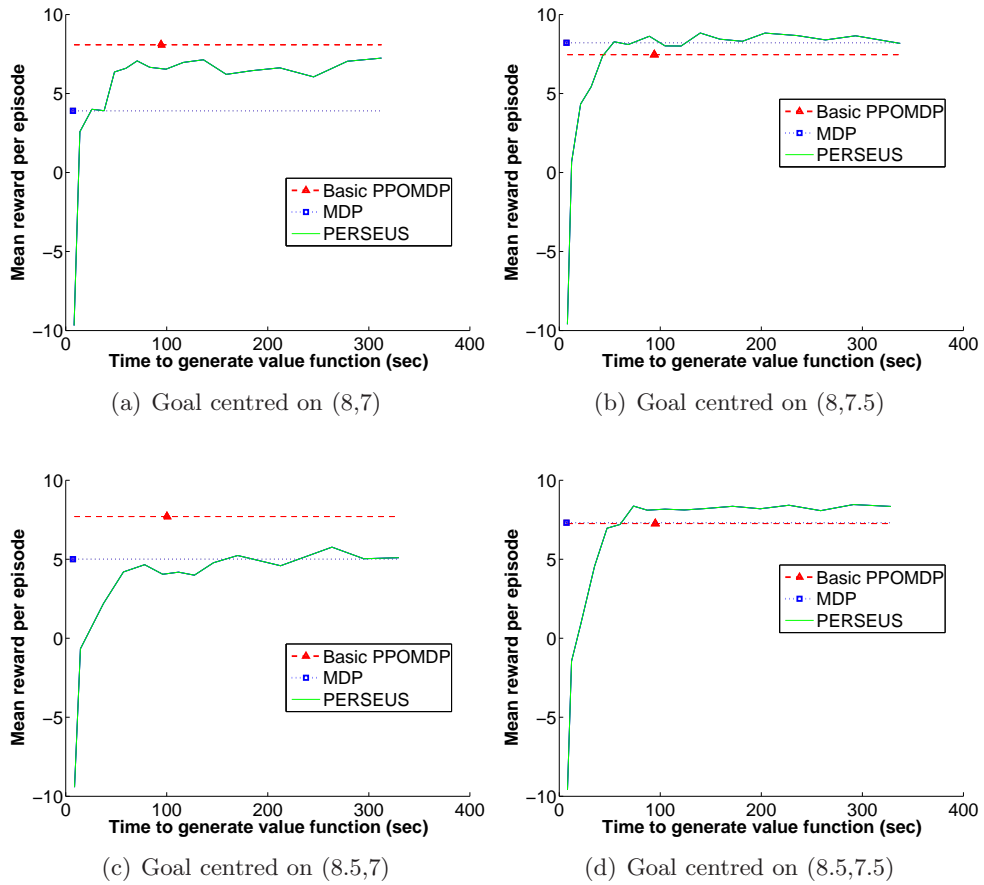 10
5
0
−5
−10
Mean reward per episode
0 100 200 300 400
Time to generate value function (sec)
Basic PPOMDP
MDP
PERSEUS
(a) Goal centred on (8,7)
10
5
0
−5
−10
Mean reward per episode
0 100 200 300 400
Time to generate value function (sec)
Basic PPOMDP
MDP
PERSEUS
(b) Goal centred on (8,7.5)
10
5
0
−5
−10
Mean reward per episode
0 100 200 300 400
Time to generate value function (sec)
Basic PPOMDP
MDP
PERSEUS
(c) Goal centred on (8.5,7)
10
5
0
−5
−10
Mean reward per episode
0 100 200 300 400
Time to generate value function (sec)
Basic PPOMDP
MDP
PERSEUS
(d) Goal centred on (8.5,7.5)